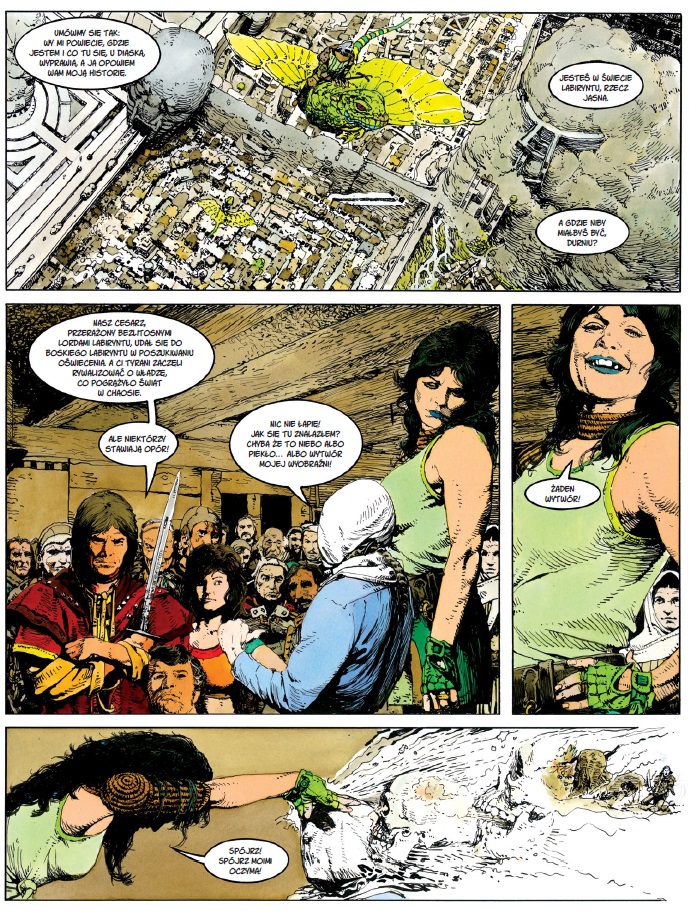 UMÓWMY SIĘ TAK:
WY MI POWIECIE, GDZIE
JESTEM I CO TU SIĘ, U DIASKA,
WYPRAWIA, A JA OPOWIEM
WAM MOJĄ HISTORIĘ.
JESTEŚ W ŚWIECIE
LABIRYNTU, RZECZ
JASNA.
A GDZIE NIBY
MIAŁBYŚ BYĆ,
DURNIU?
NASZ CESARZ,
PRZERAŻONY BEZLITOSNYMI
LORDAMI LABIRYNTU, UDAŁ SIĘ DO
BOSKIEGO LABIRYNTU W POSZUKIWANIU
OŚWIECENIA. A CI TYRANI ZACZĘLI
RYWALIZOWAĆ O WŁADZĘ,
CO POGRĄŻYŁO ŚWIAT
W CHAOSIE.
ALE NIEKTÓRZY
STAWIAJĄ OPÓR!
NIC NIE ŁAPIĘ!
JAK SIĘ TU ZNALAZŁEM?
CHYBA ŻE TO NIEBO ALBO
PIEKŁO... ALBO WYTWÓR
MOJEJ WYOBRAŹNI!
ŻADEN
WYTWÓR!
SPÓJRZ!
SPÓJRZ MOIMI
OCZYMA!